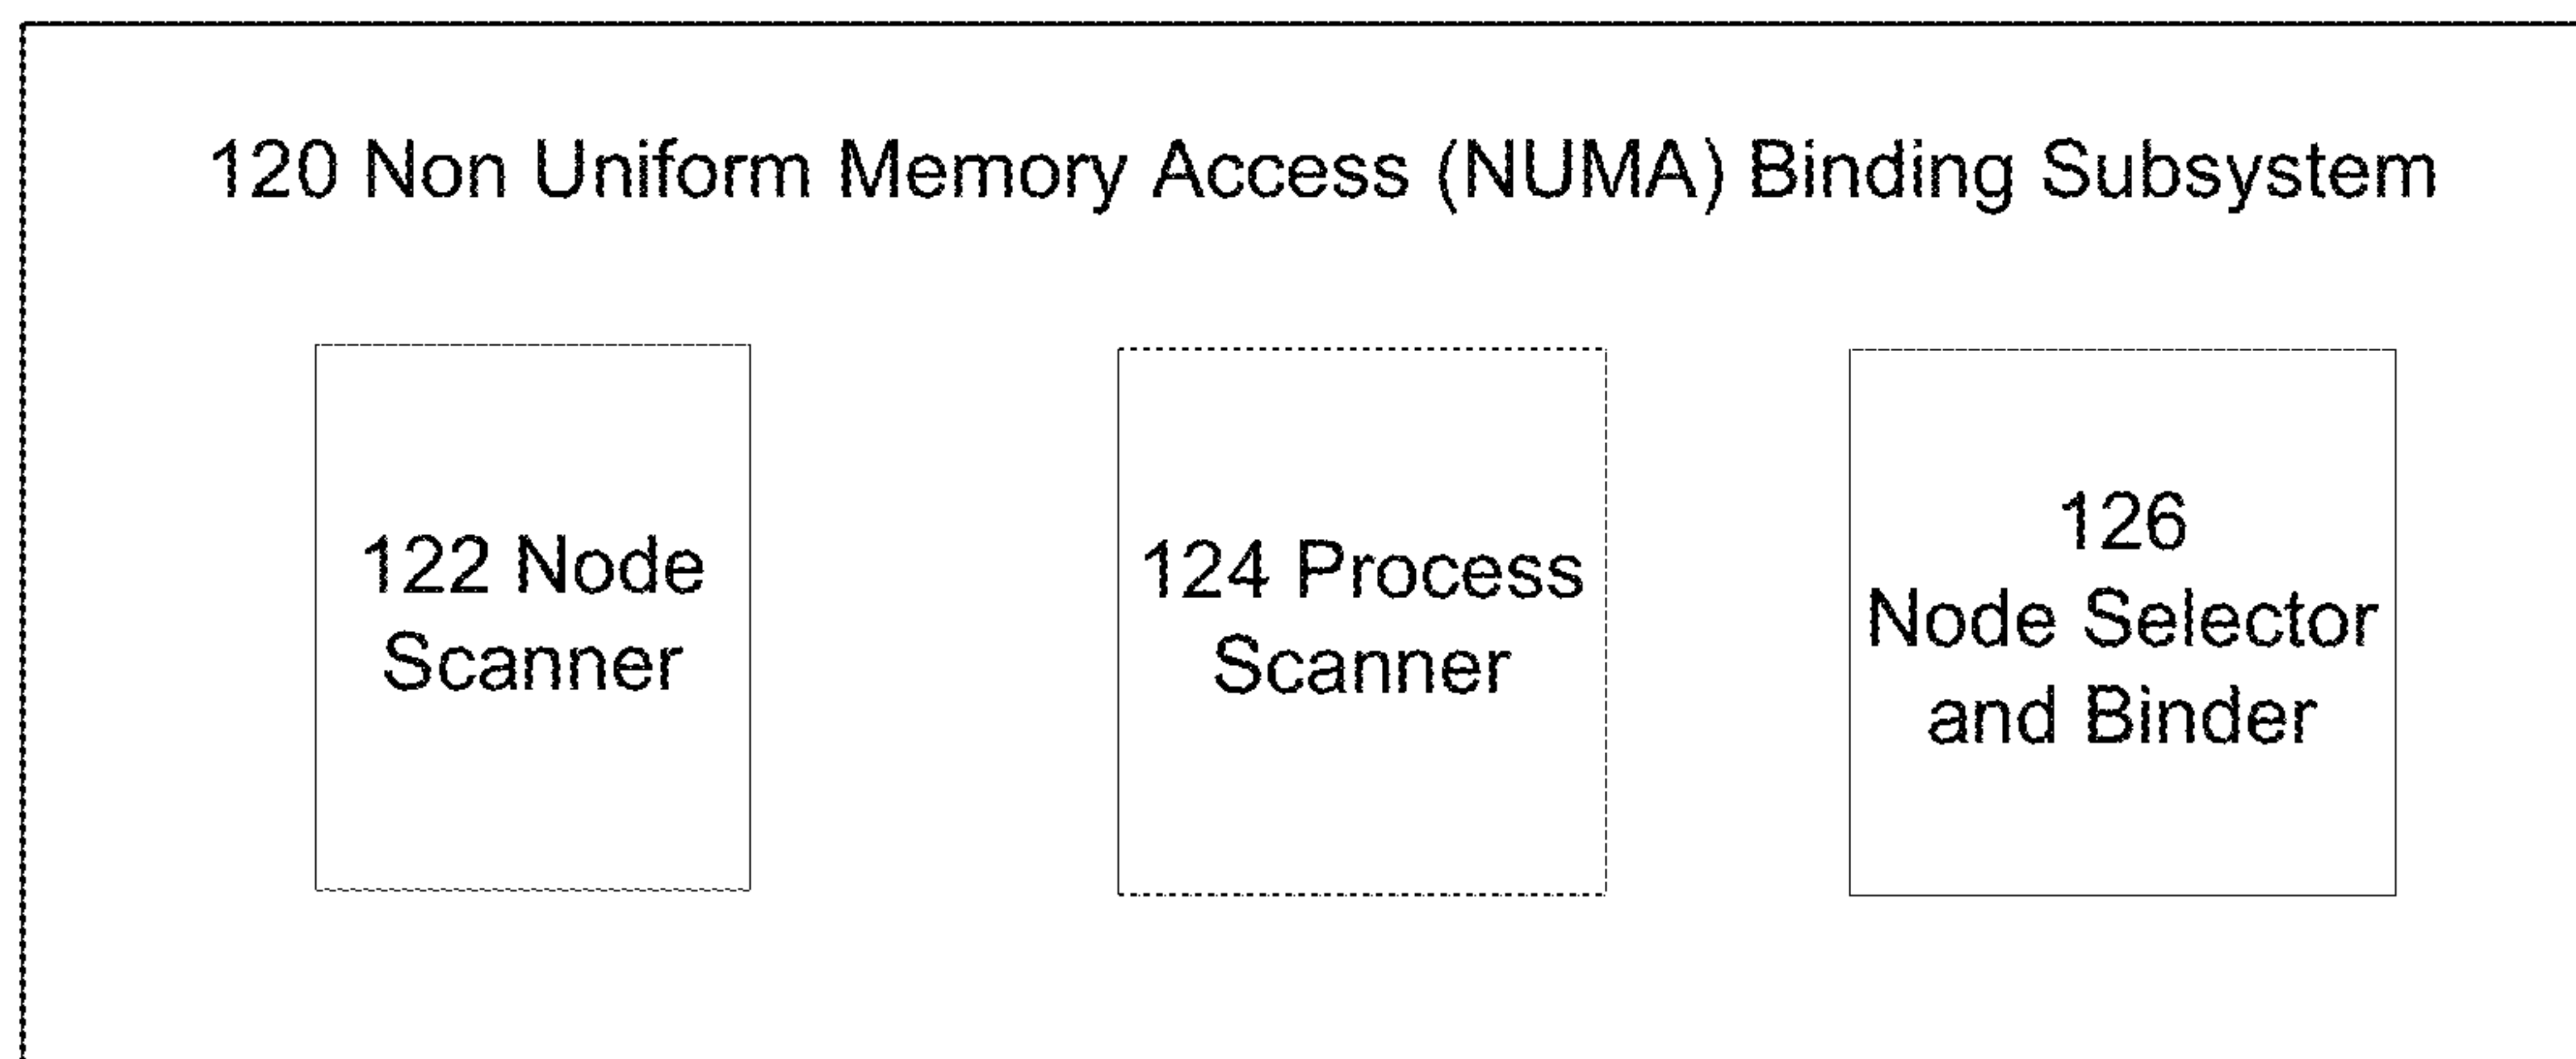 120 Non Uniform Memory Access (NUMA) Binding Subsystem
122 Node
Scanner
124 Process
Scanner
126
Node Selector
and Binder